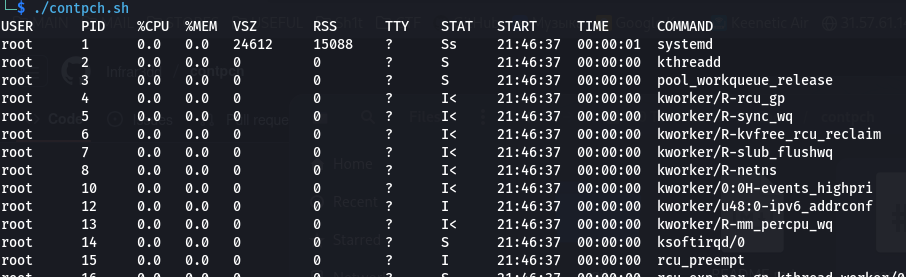 $ ./contpch.sh
USER PID %CPU %MEM VSZ RSS TTY STAT START TIME COMMAND
root 1 0.0 0.0 24612 15088 ? Ss 21:46:37 00:00:01 systemd
root 2 0.0 0.0 0 0 ? S 21:46:37 00:00:00 kthreadd
root 3 0.0 0.0 0 0 ? S 21:46:37 00:00:00 pool_workqueue_release
root 4 0.0 0.0 0 0 ? I< 21:46:37 00:00:00 kworker/R-rcu_gp
root 5 0.0 0.0 0 0 ? I< 21:46:37 00:00:00 kworker/R-sync_wq
root 6 0.0 0.0 0 0 ? I< 21:46:37 00:00:00 kworker/R-kvfree_rcu_reclaim
root 7 0.0 0.0 0 0 ? I< 21:46:37 00:00:00 kworker/R-slub_flushwq
root 8 0.0 0.0 0 0 ? I< 21:46:37 00:00:00 kworker/R-netns
root 10 0.0 0.0 0 0 ? I< 21:46:37 00:00:00 kworker/0:0H-events_highpri
root 12 0.0 0.0 0 0 ? I 21:46:37 00:00:00 kworker/u48:0-ipv6_addrconf
root 13 0.0 0.0 0 0 ? I< 21:46:37 00:00:00 kworker/R-mm_percpu_wq
root 14 0.0 0.0 0 0 ? S 21:46:37 00:00:00 ksoftirqd/0
root 15 0.0 0.0 0 0 ? I 21:46:37 00:00:00 rcu_preempt